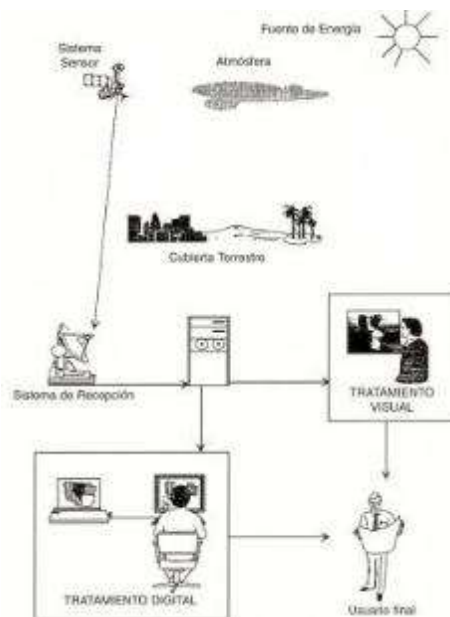 Fuente de Energía
Sistema
Sensor
Atmósfera
Cubierta Terrestre
Sistema de Recepción
TRATAMIENTO
VISUAL
TRATAMIENTO DIGITAL
Usuario final